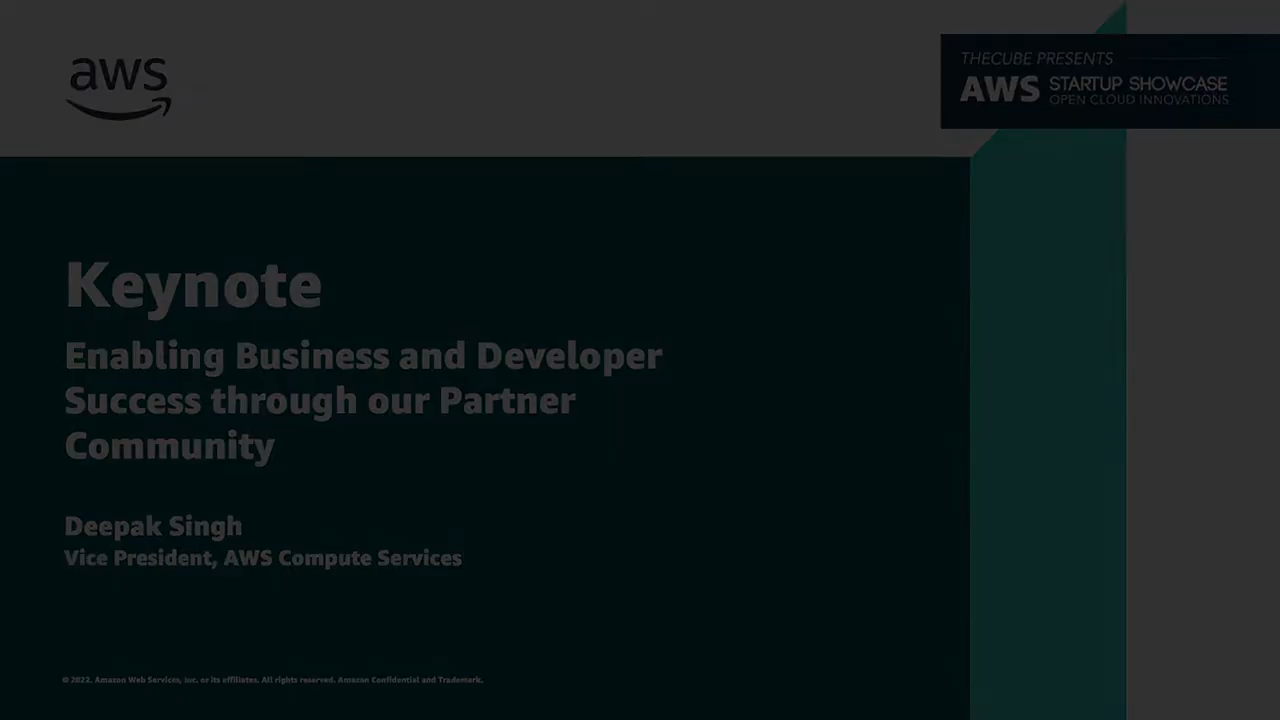 aws
THECUBE PRESENTS
AWS STARTUP SHOWCASE
OPEN CLOUD INNOVATIONS
Keynote
Enabling Business and Developer
Success through our Partner
Community
Deepak Singh
Vice President, AWS Compute Services
© 2022, Amazon Web Services, Inc. or its affiliates. All rights reserved. Amazon Confidential and Trademark.